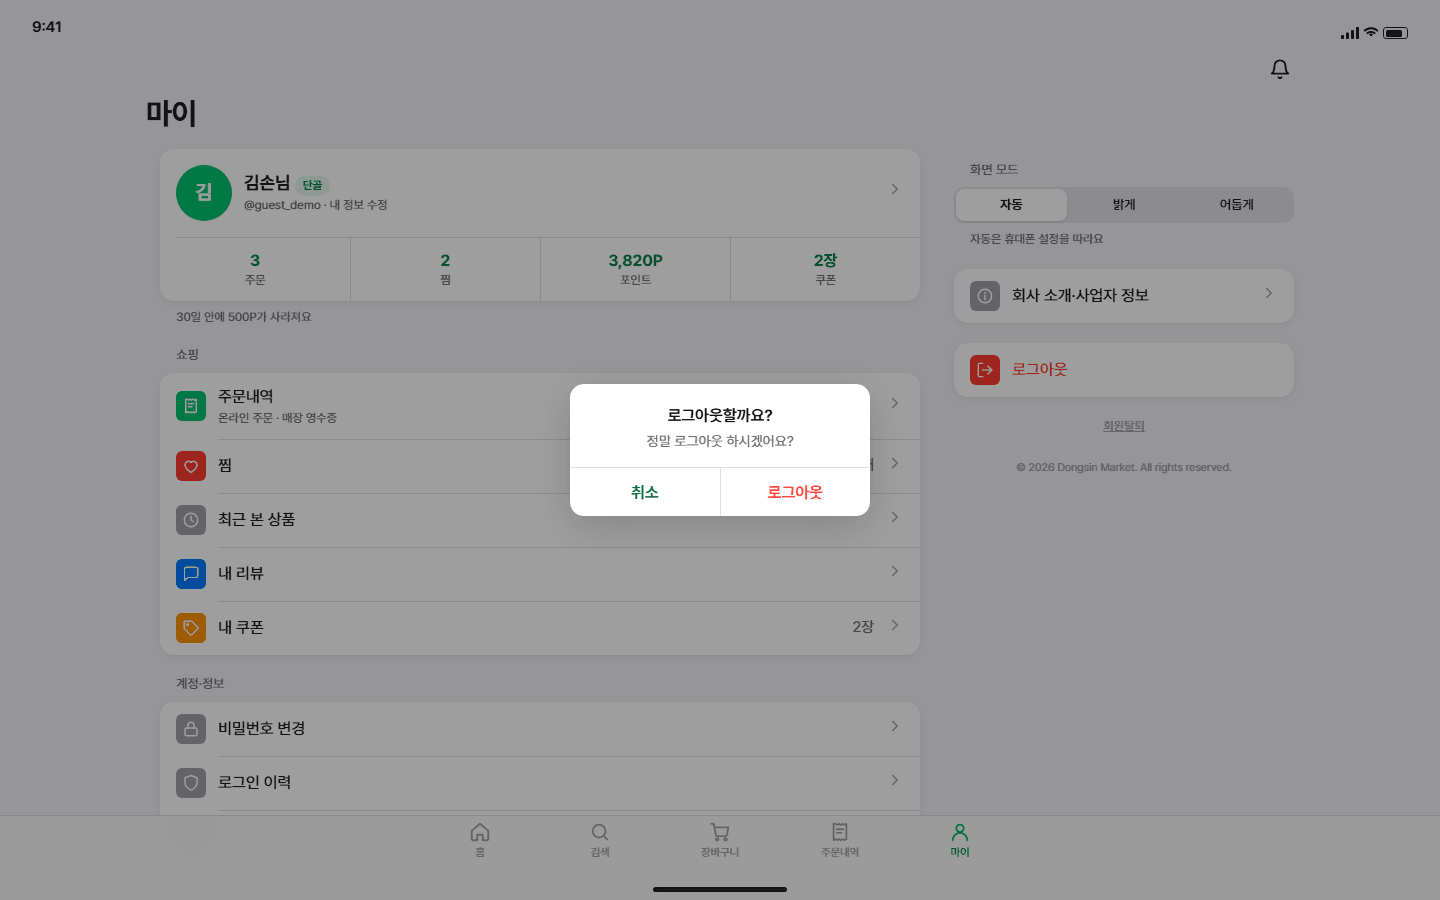 9:41
마이
김
김손님 단골
@guest_demo · 내 정보 수정
3
주문
2
찜
3,820P
포인트
2장
쿠폰
30일 안에 500P가 사라져요
쇼핑
주문내역
온라인 주문 · 매장 영수증
찜
최근 본 상품
내 리뷰
내 쿠폰
2장
계정·정보
비밀번호 변경
로그인 이력
화면 모드
자동
밝게
어둡게
자동은 휴대폰 설정을 따라요
회사 소개·사업자 정보
로그아웃
회원탈퇴
© 2026 Dongsin Market. All rights reserved.
로그아웃할까요?
정말 로그아웃 하시겠어요?
취소
로그아웃
홈
검색
장바구니
주문내역
마이